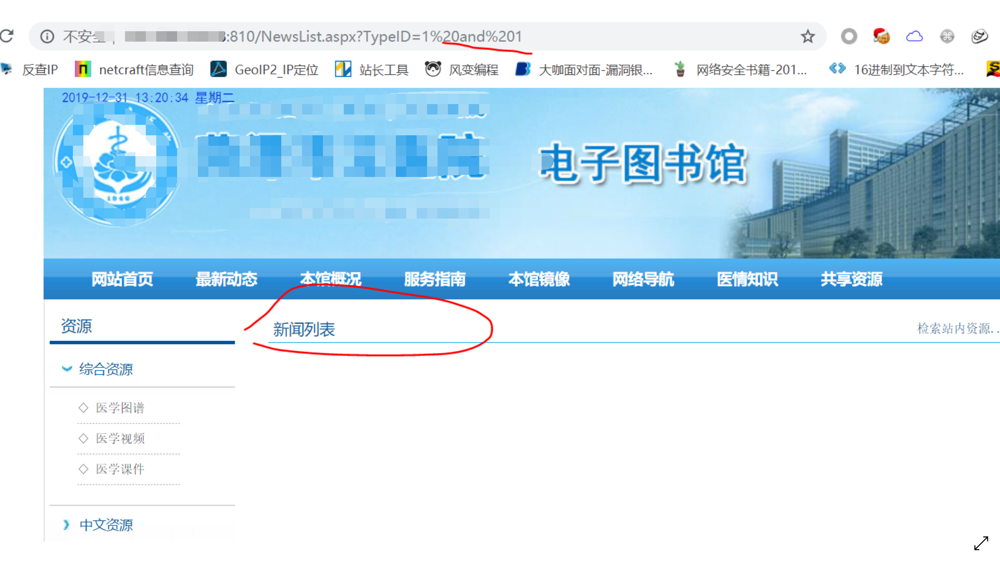 不安全 :810/NewsList.aspx?TypeID=1%20and%201
反查IP netcraft信息查询 GeoIP2_IP定位 站长工具 风变编程 大咖面对面-漏洞银... 网络安全书籍-201... 16进制到文本字符...
2019-12-31 13:20:34 星期二
电子图书馆
1946
网站首页 最新动态 本馆概况 服务指南 本馆镜像 网络导航 医情知识 共享资源
资源
新闻列表
检索站内资源..
综合资源
◇ 医学图谱
◇ 医学视频
◇ 医学课件
中文资源